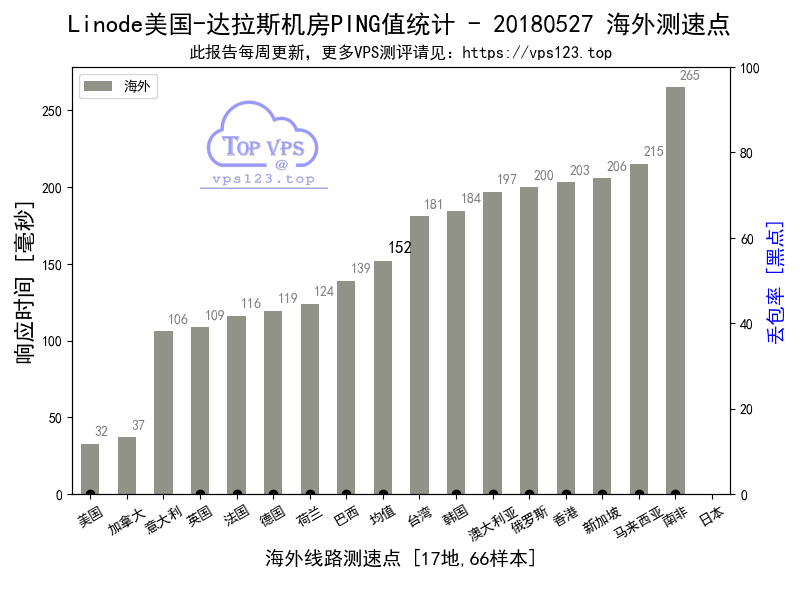 Linode美国-达拉斯机房PING值统计 - 20180527 海外测速点
此报告每周更新，更多VPS测评请见：https://vps123.top
海外
TOP VPS
@
vps123.top
响应时间 [毫秒]
250
200
150
100
50
0
32
37
106
109
116
119
124
139
152
181
184
197
200
203
206
215
265
100
80
60
40
20
0
丢包率 [黑点]
美国
加拿大
意大利
英国
法国
德国
荷兰
巴西
均值
台湾
韩国
澳大利亚
俄罗斯
香港
新加坡
马来西亚
南非
日本
海外线路测速点 [17地,66样本]